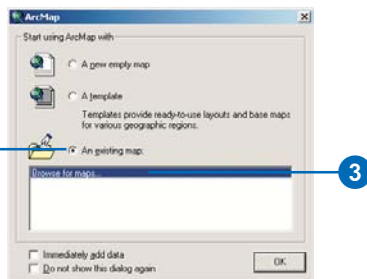 ArcMap
Start using ArcMap with
A new empty map
A template
Templates provide ready-to-use layouts and base maps
for various geographic regions.
An existing map:
Browse for maps...
3
Immediately add data
Do not show this dialog again
OK